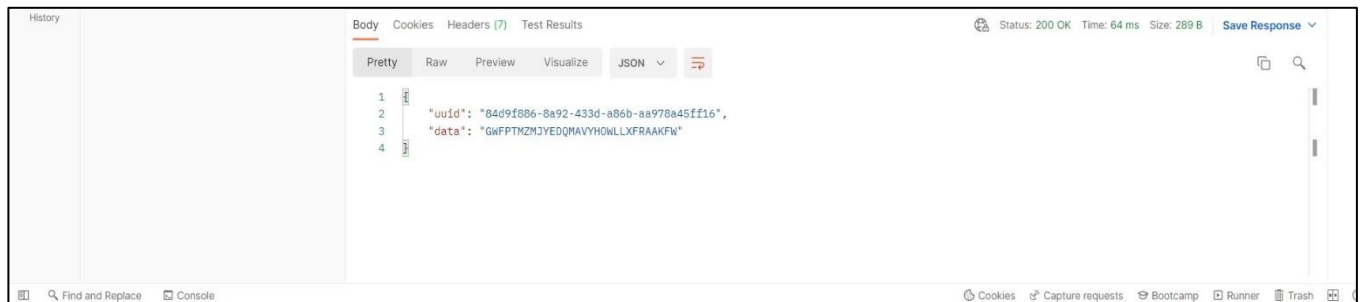 History
Body Cookies Headers (7) Test Results
Status: 200 OK Time: 64 ms Size: 289 B Save Response
Pretty Raw Preview Visualize JSON
1 {
2 "uuid": "84d9f886-8a92-433d-a86b-aa978a45ff16",
3 "data": "GWFPTMZMJYEDQMAVYHOWLLXFRAAKFW"
4 }
Find and Replace Console
Cookies Capture requests Bootcamp Runner Trash